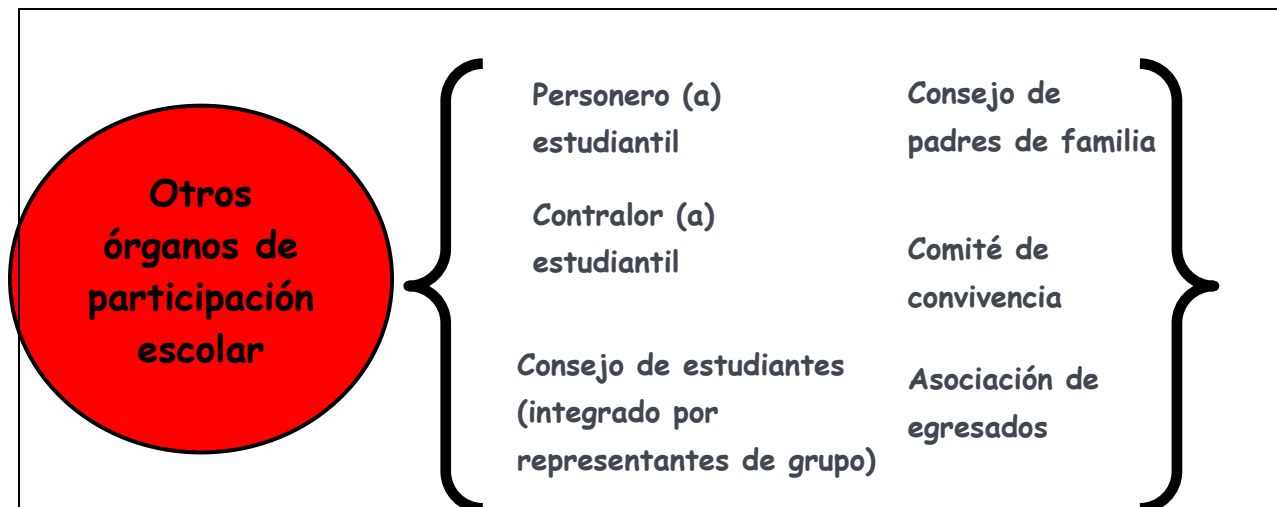 Otros
órganos de
participación
escolar
Personero (a)
estudiantil
Contralor (a)
estudiantil
Consejo de estudiantes
(integrado por
representantes de grupo)
Consejo de
padres de familia
Comité de
convivencia
Asociación de
egresados